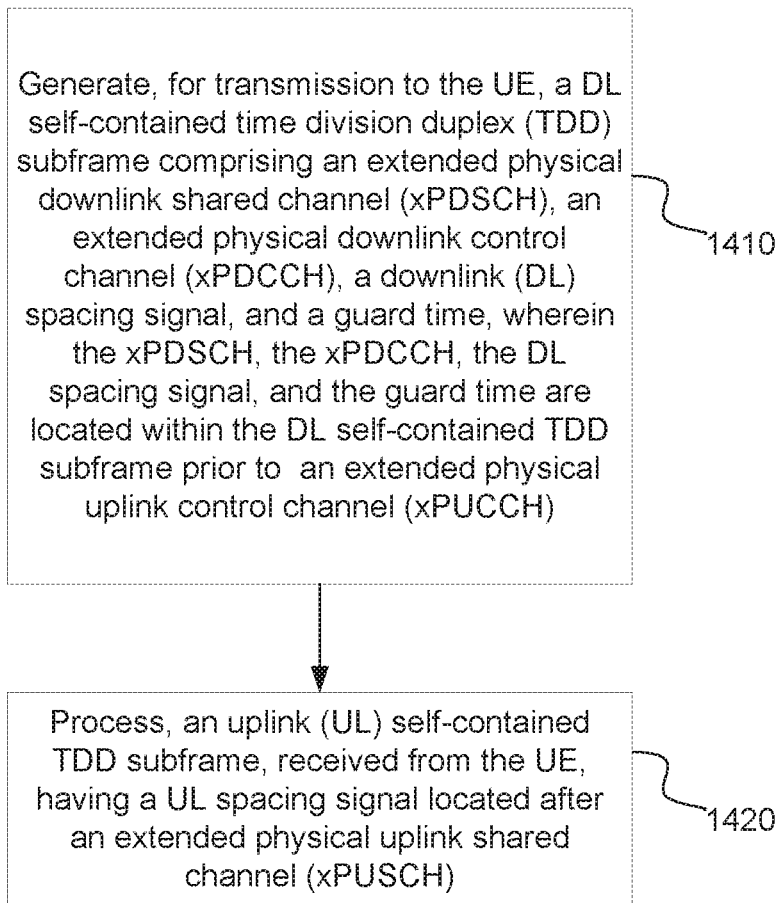 Generate, for transmission to the UE, a DL
self-contained time division duplex (TDD)
subframe comprising an extended physical
downlink shared channel (xPDSCH), an
extended physical downlink control
channel (xPDCCH), a downlink (DL)
spacing signal, and a guard time, wherein
the xPDSCH, the xPDCCH, the DL
spacing signal, and the guard time are
located within the DL self-contained TDD
subframe prior to an extended physical
uplink control channel (xPUCCH)
1410
Process, an uplink (UL) self-contained
TDD subframe, received from the UE,
having a UL spacing signal located after
an extended physical uplink shared
channel (xPUSCH)
1420